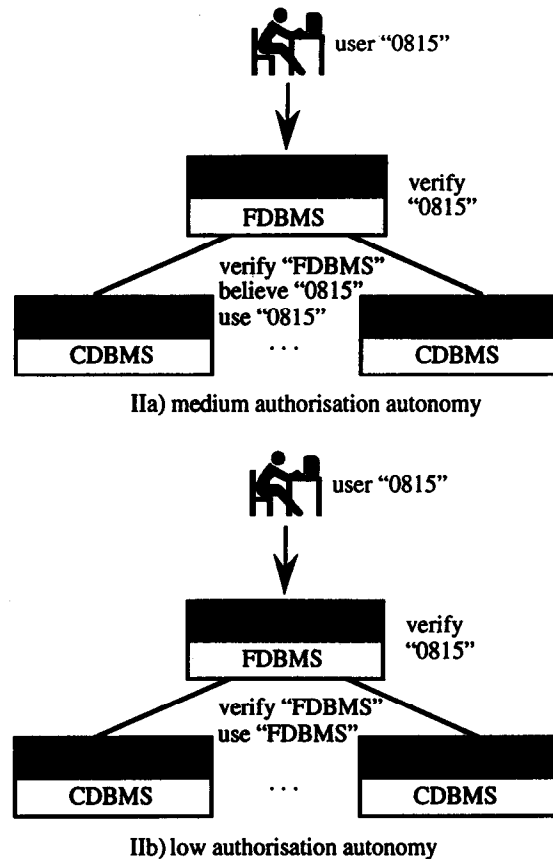 user “0815”
verify
“0815”
FDBMS
verify “FDBMS”
believe “0815”
use “0815”
CDBMS
. . .
CDBMS
IIa) medium authorisation autonomy
user “0815”
verify
“0815”
FDBMS
verify “FDBMS”
use “FDBMS”
CDBMS
. . .
CDBMS
IIb) low authorisation autonomy